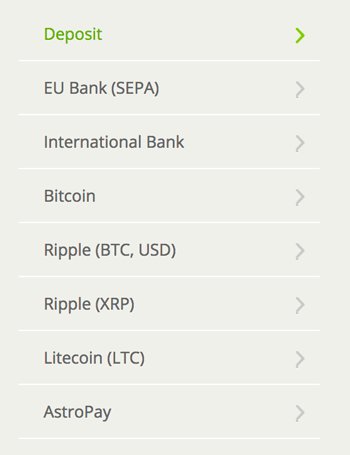 Deposit
EU Bank (SEPA)
International Bank
Bitcoin
Ripple (BTC, USD)
Ripple (XRP)
Litecoin (LTC)
AstroPay